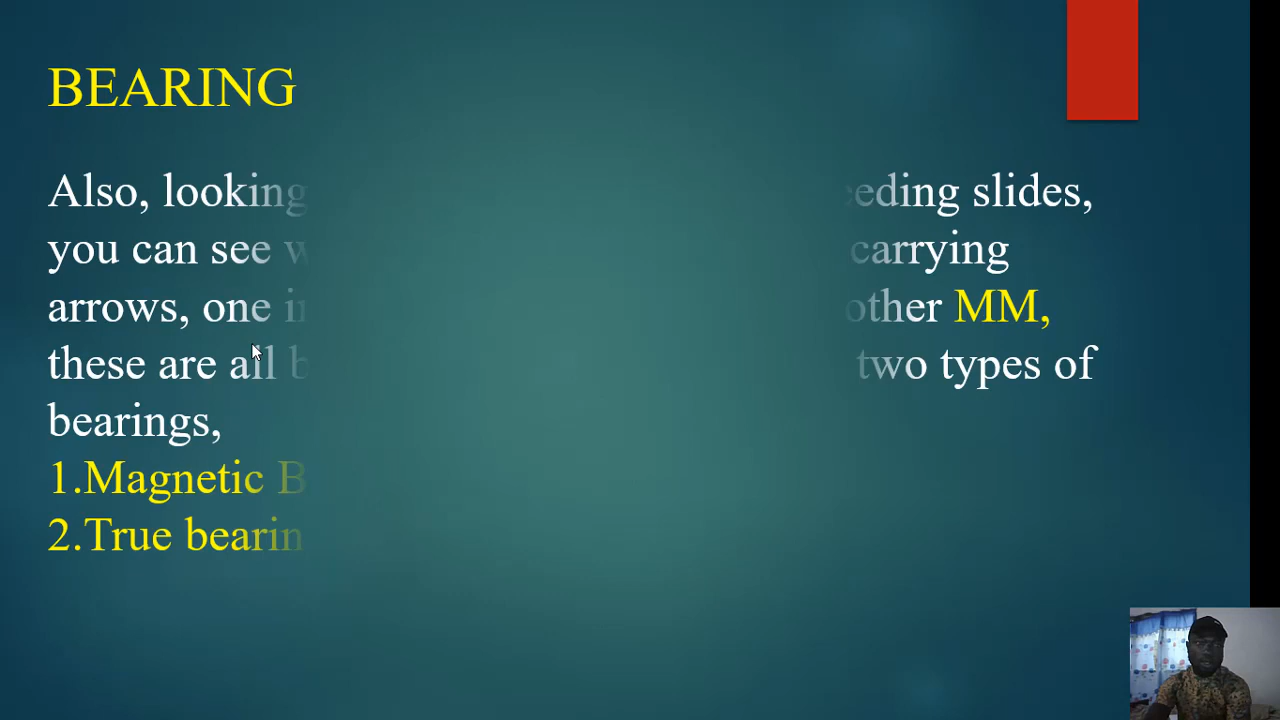 BEARING
Also, looking eeding slides,
you can see carrying
arrows, one other MM,
these are all two types of
bearings,
1.Magnetic B
2.True bearin